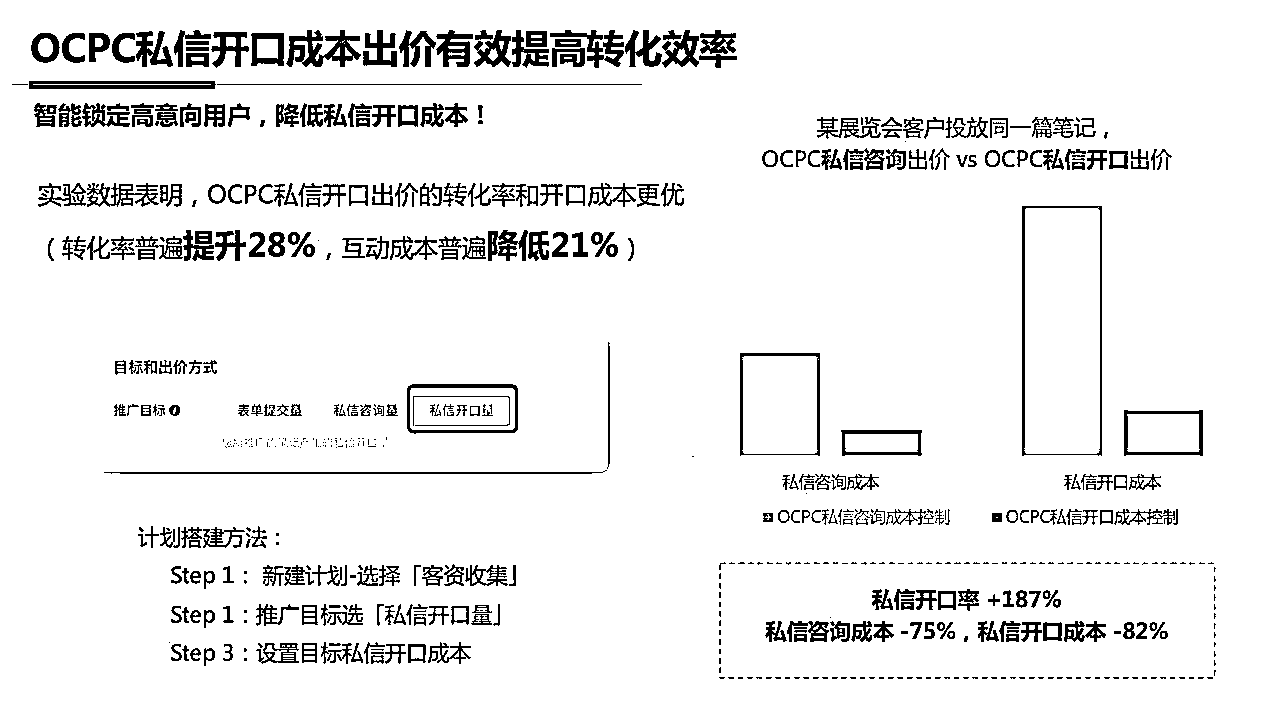 OCPC私信开口成本出价有效提高转化效率
智能锁定高意向用户，降低私信开口成本！
实验数据表明，OCPC私信开口出价的转化率和开口成本更优
（转化率普遍提升28%，互动成本普遍降低21%）
目标和出价方式
推广目标 表单提交量 私信咨询量 私信开口量
计划搭建方法：
Step 1： 新建计划-选择「客资收集」
Step 1：推广目标选「私信开口量」
Step 3：设置目标私信开口成本
某展览会客户投放同一篇笔记，
OCPC私信咨询出价 vs OCPC私信开口出价
私信咨询成本 私信开口成本
OCPC私信咨询成本控制 OCPC私信开口成本控制
私信开口率 +187%
私信咨询成本 -75%，私信开口成本 -82%